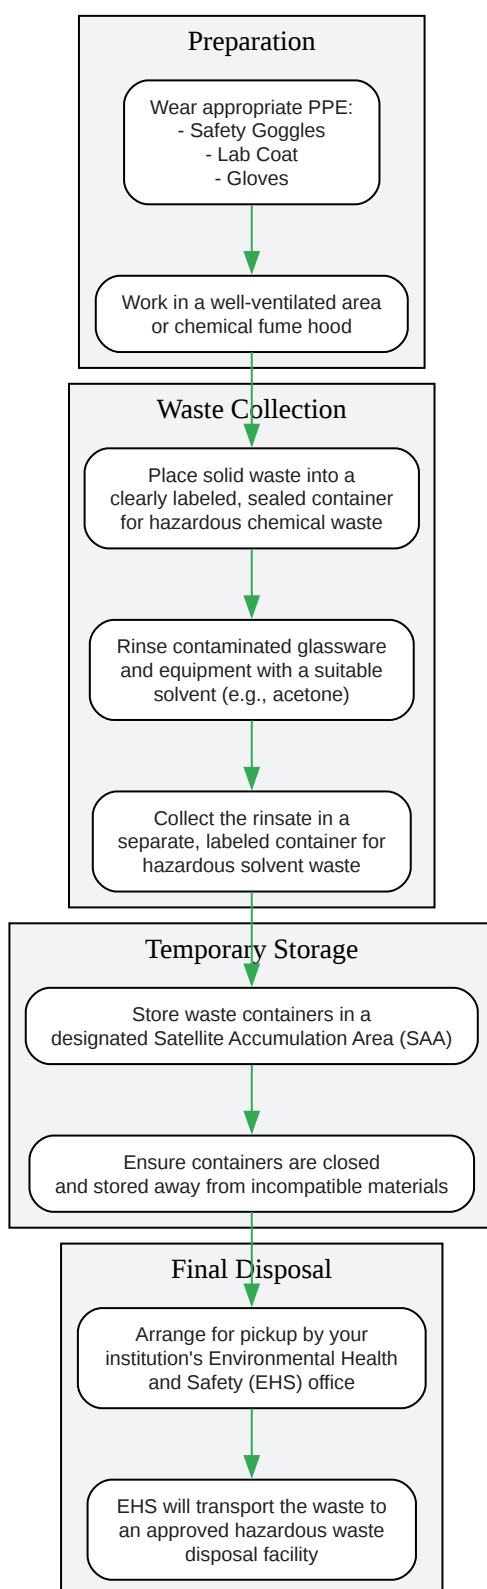 Preparation
Wear appropriate PPE:
- Safety Goggles
- Lab Coat
- Gloves
Work in a well-ventilated area
or chemical fume hood
Waste Collection
Place solid waste into a
clearly labeled, sealed container
for hazardous chemical waste
Rinse contaminated glassware
and equipment with a suitable
solvent (e.g., acetone)
Collect the rinsate in a
separate, labeled container for
hazardous solvent waste
Temporary Storage
Store waste containers in a
designated Satellite Accumulation Area (SAA)
Ensure containers are closed
and stored away from incompatible materials
Final Disposal
Arrange for pickup by your
institution's Environmental Health
and Safety (EHS) office
EHS will transport the waste to
an approved hazardous waste
disposal facility